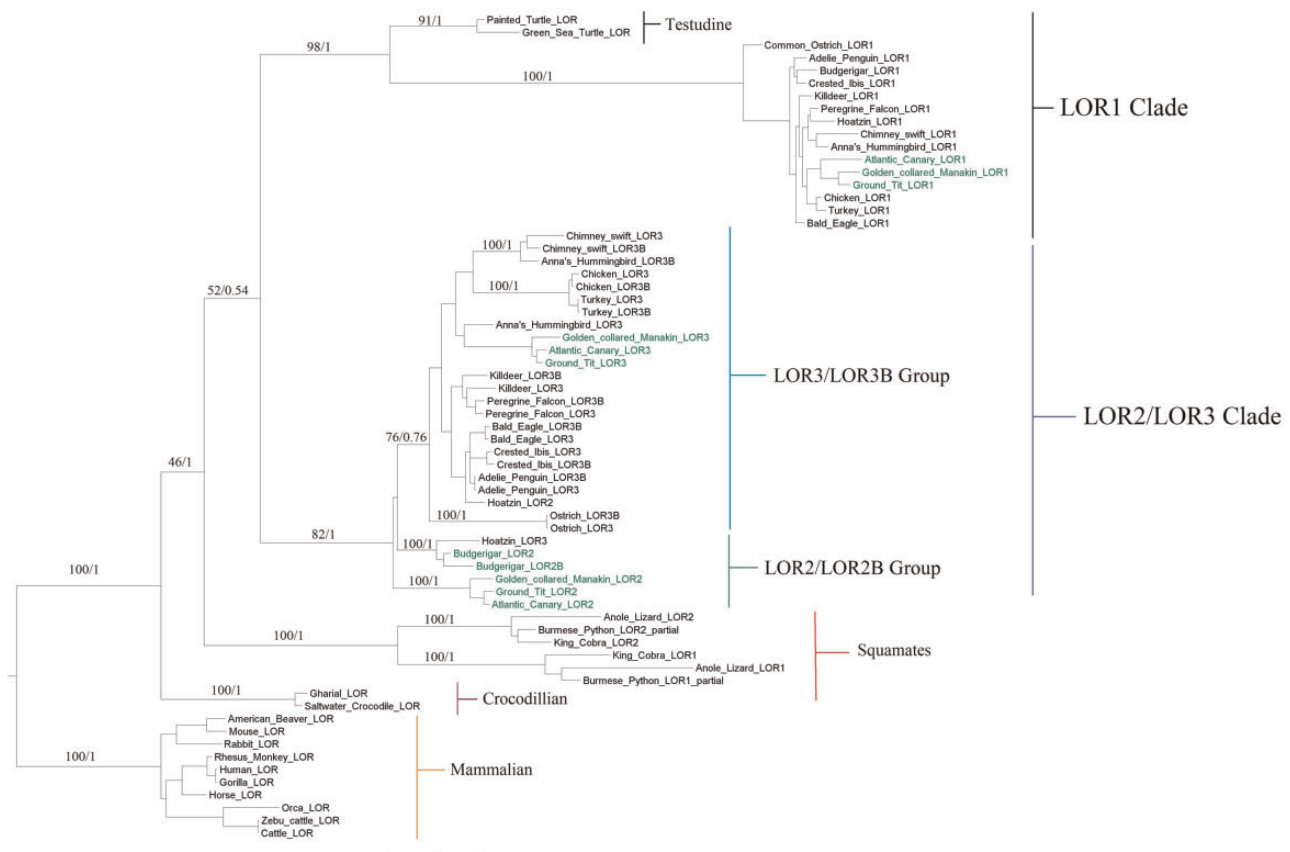 91/1
Painted_Turtle_LOR
Green_Sea_Turtle_LOR
Testudine
98/1
100/1
Common_Ostrich_LOR1
Adelie_Penguin_LOR1
Budgerigar_LOR1
Crested_Ibis_LOR1
Killdeer_LOR1
Peregrine_Falcon_LOR1
Hoatzin_LOR1
Chimney_swift_LOR1
Anna's_Hummingbird_LOR1
Atlantic_Canary_LOR1
Golden_collared_Manakin_LOR1
Ground_Tit_LOR1
Chicken_LOR1
Turkey_LOR1
Bald_Eagle_LOR1
LOR1 Clade
52/0.54
100/1
Chimney_swift_LOR3
Chimney_swift_LOR3B
Anna's_Hummingbird_LOR3B
100/1
Chicken_LOR3
Chicken_LOR3B
Turkey_LOR3
Turkey_LOR3B
Anna's_Hummingbird_LOR3
Golden_collared_Manakin_LOR3
Atlantic_Canary_LOR3
Ground_Tit_LOR3
Killdeer_LOR3B
Killdeer_LOR3
Peregrine_Falcon_LOR3B
Peregrine_Falcon_LOR3
76/0.76
Bald_Eagle_LOR3B
Bald_Eagle_LOR3
Crested_Ibis_LOR3
Crested_Ibis_LOR3B
Adelie_Penguin_LOR3B
Adelie_Penguin_LOR3
Hoatzin_LOR2
100/1
Ostrich_LOR3B
Ostrich_LOR3
LOR3/LOR3B Group
LOR2/LOR3 Clade
46/1
82/1
100/1
Hoatzin_LOR3
Budgerigar_LOR2
Budgerigar_LOR2B
100/1
Golden_collared_Manakin_LOR2
Ground_Tit_LOR2
Atlantic_Canary_LOR2
LOR2/LOR2B Group
100/1
100/1
100/1
Anole_Lizard_LOR2
Burmese_Python_LOR2_partial
King_Cobra_LOR2
100/1
King_Cobra_LOR1
Anole_Lizard_LOR1
Burmese_Python_LOR1_partial
Squamates
100/1
Gharial_LOR
Saltwater_Crocodile_LOR
Crocodillian
100/1
American_Beaver_LOR
Mouse_LOR
Rabbit_LOR
Rhesus_Monkey_LOR
Human_LOR
Gorilla_LOR
Horse_LOR
Orca_LOR
Zebu_cattle_LOR
Cattle_LOR
Mammalian